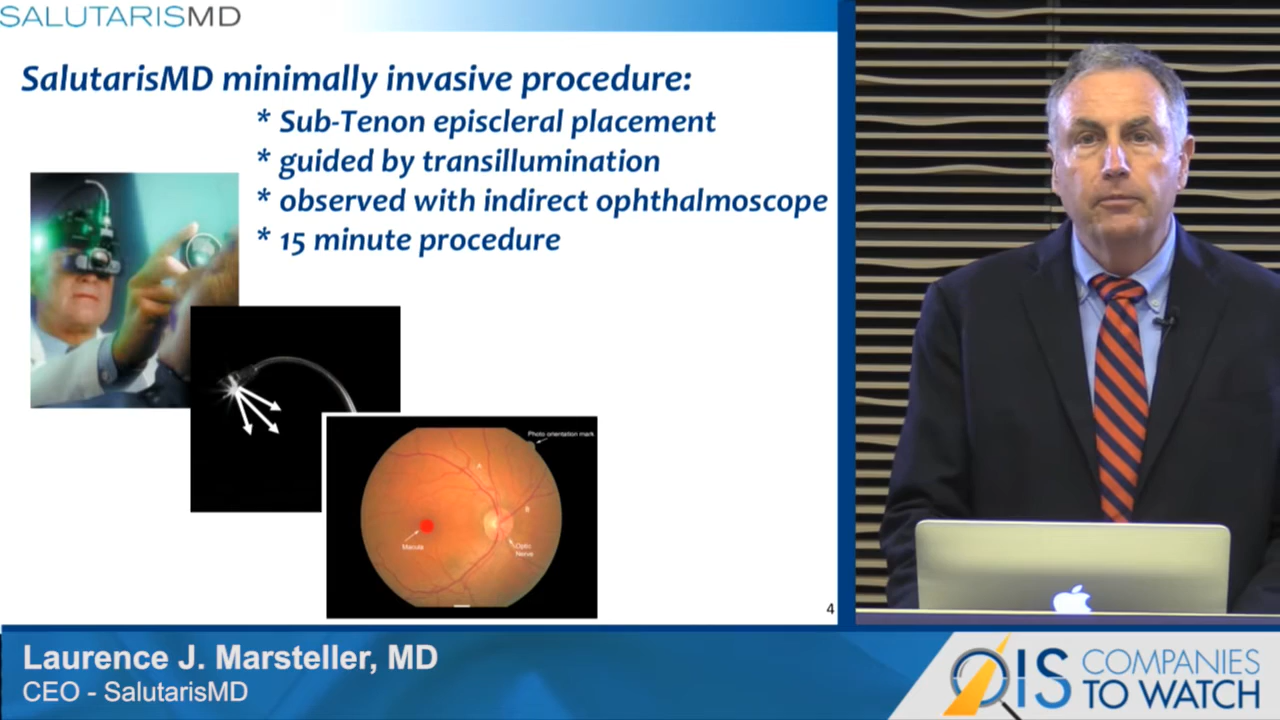 SALUTARISMD
SalutarisMD minimally invasive procedure:
* Sub-Tenon episcleral placement
* guided by transillumination
* observed with indirect ophthalmoscope
* 15 minute procedure
Photo orientation mark
A
B
Macula
Optic
Nerve
4
Laurence J. Marsteller, MD
CEO - SalutarisMD
OIS COMPANIES
TO WATCH